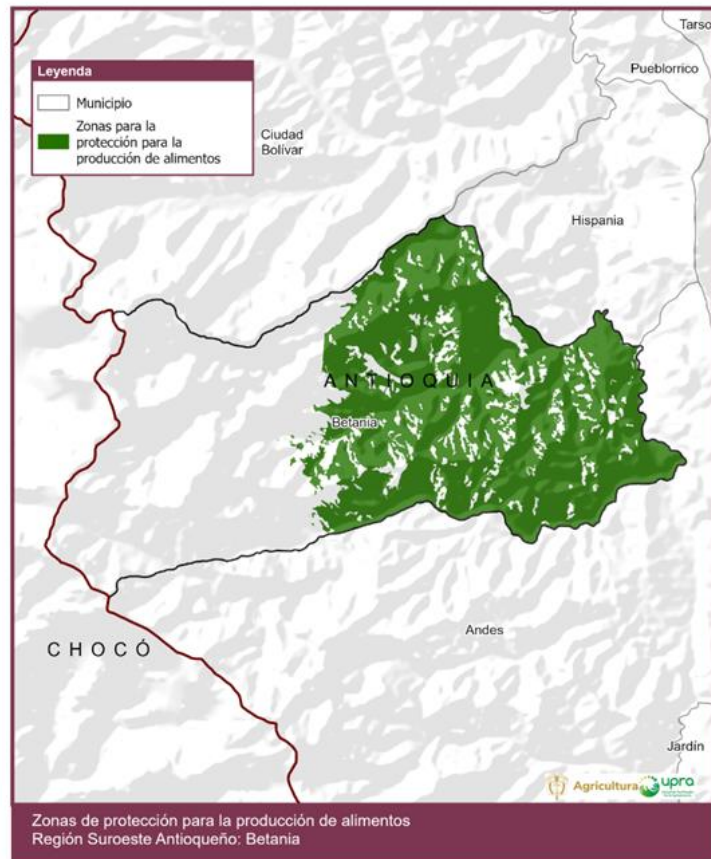 Tarso
Pueblorrico
Leyenda
Municipio
Zonas para la
protección para la
producción de alimentos
Ciudad
Bolívar
Hispania
ANTIOQUIA
Betania
Andes
CHOCÓ
Jardín
Agricultura upra
Zonas de protección para la producción de alimentos
Región Suroeste Antioqueño: Betania